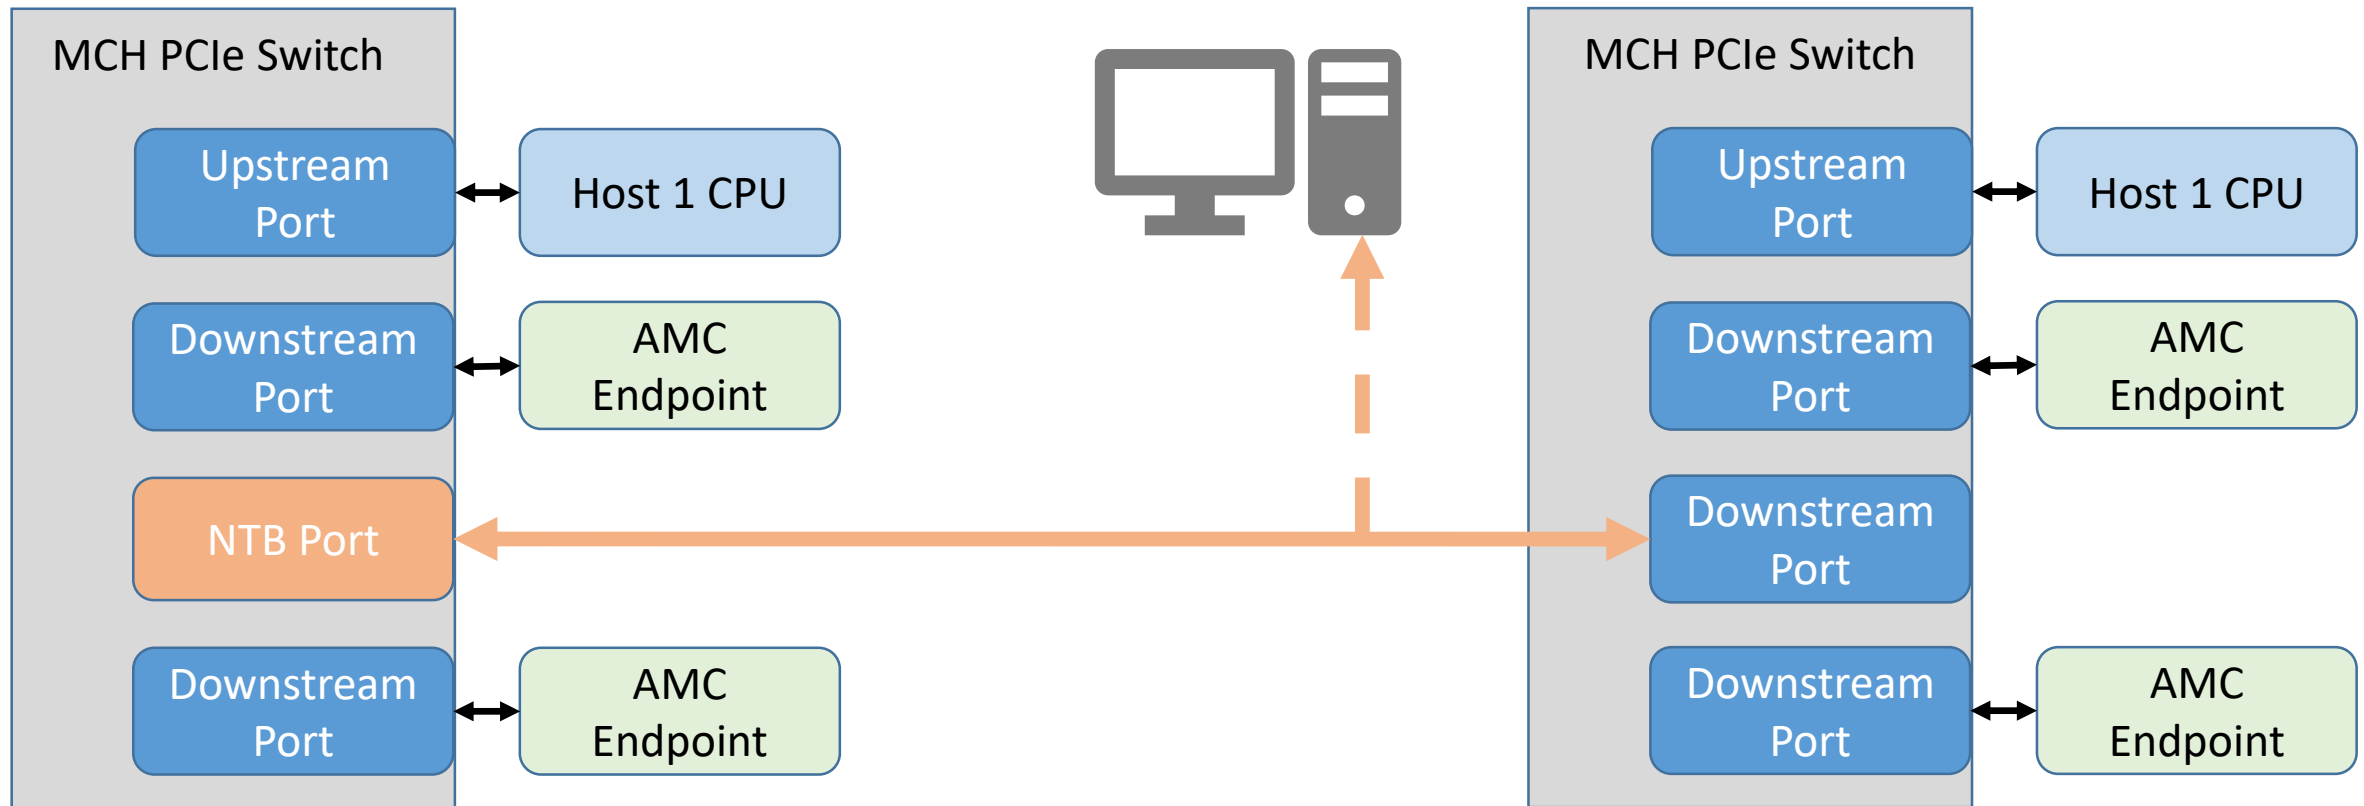 MCH PCIe Switch
Upstream
Port
Host 1 CPU
Downstream
Port
AMC
Endpoint
NTB Port
Downstream
Port
AMC
Endpoint
MCH PCIe Switch
Upstream
Port
Host 1 CPU
Downstream
Port
AMC
Endpoint
Downstream
Port
Downstream
Port
AMC
Endpoint